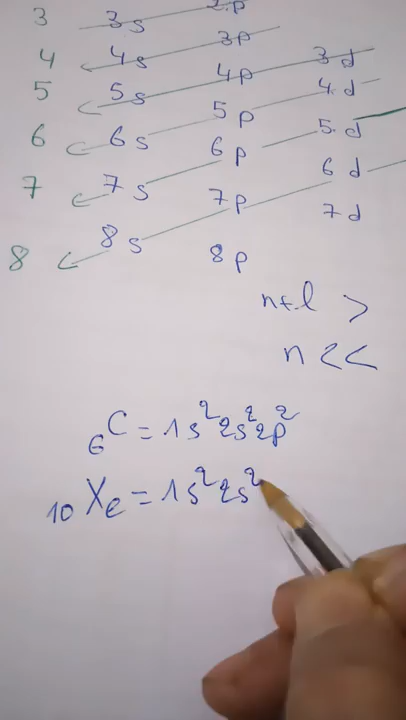 3 3s 2p
4 4s 3p
5 5s 4p 3d
6 6s 5p 4d
7 7s 6p 5d
8 8s 7p 6d
8p 7d
n+l >
n <<
₆C = 1s² 2s² 2p²
₁₀Xe = 1s² 2s²